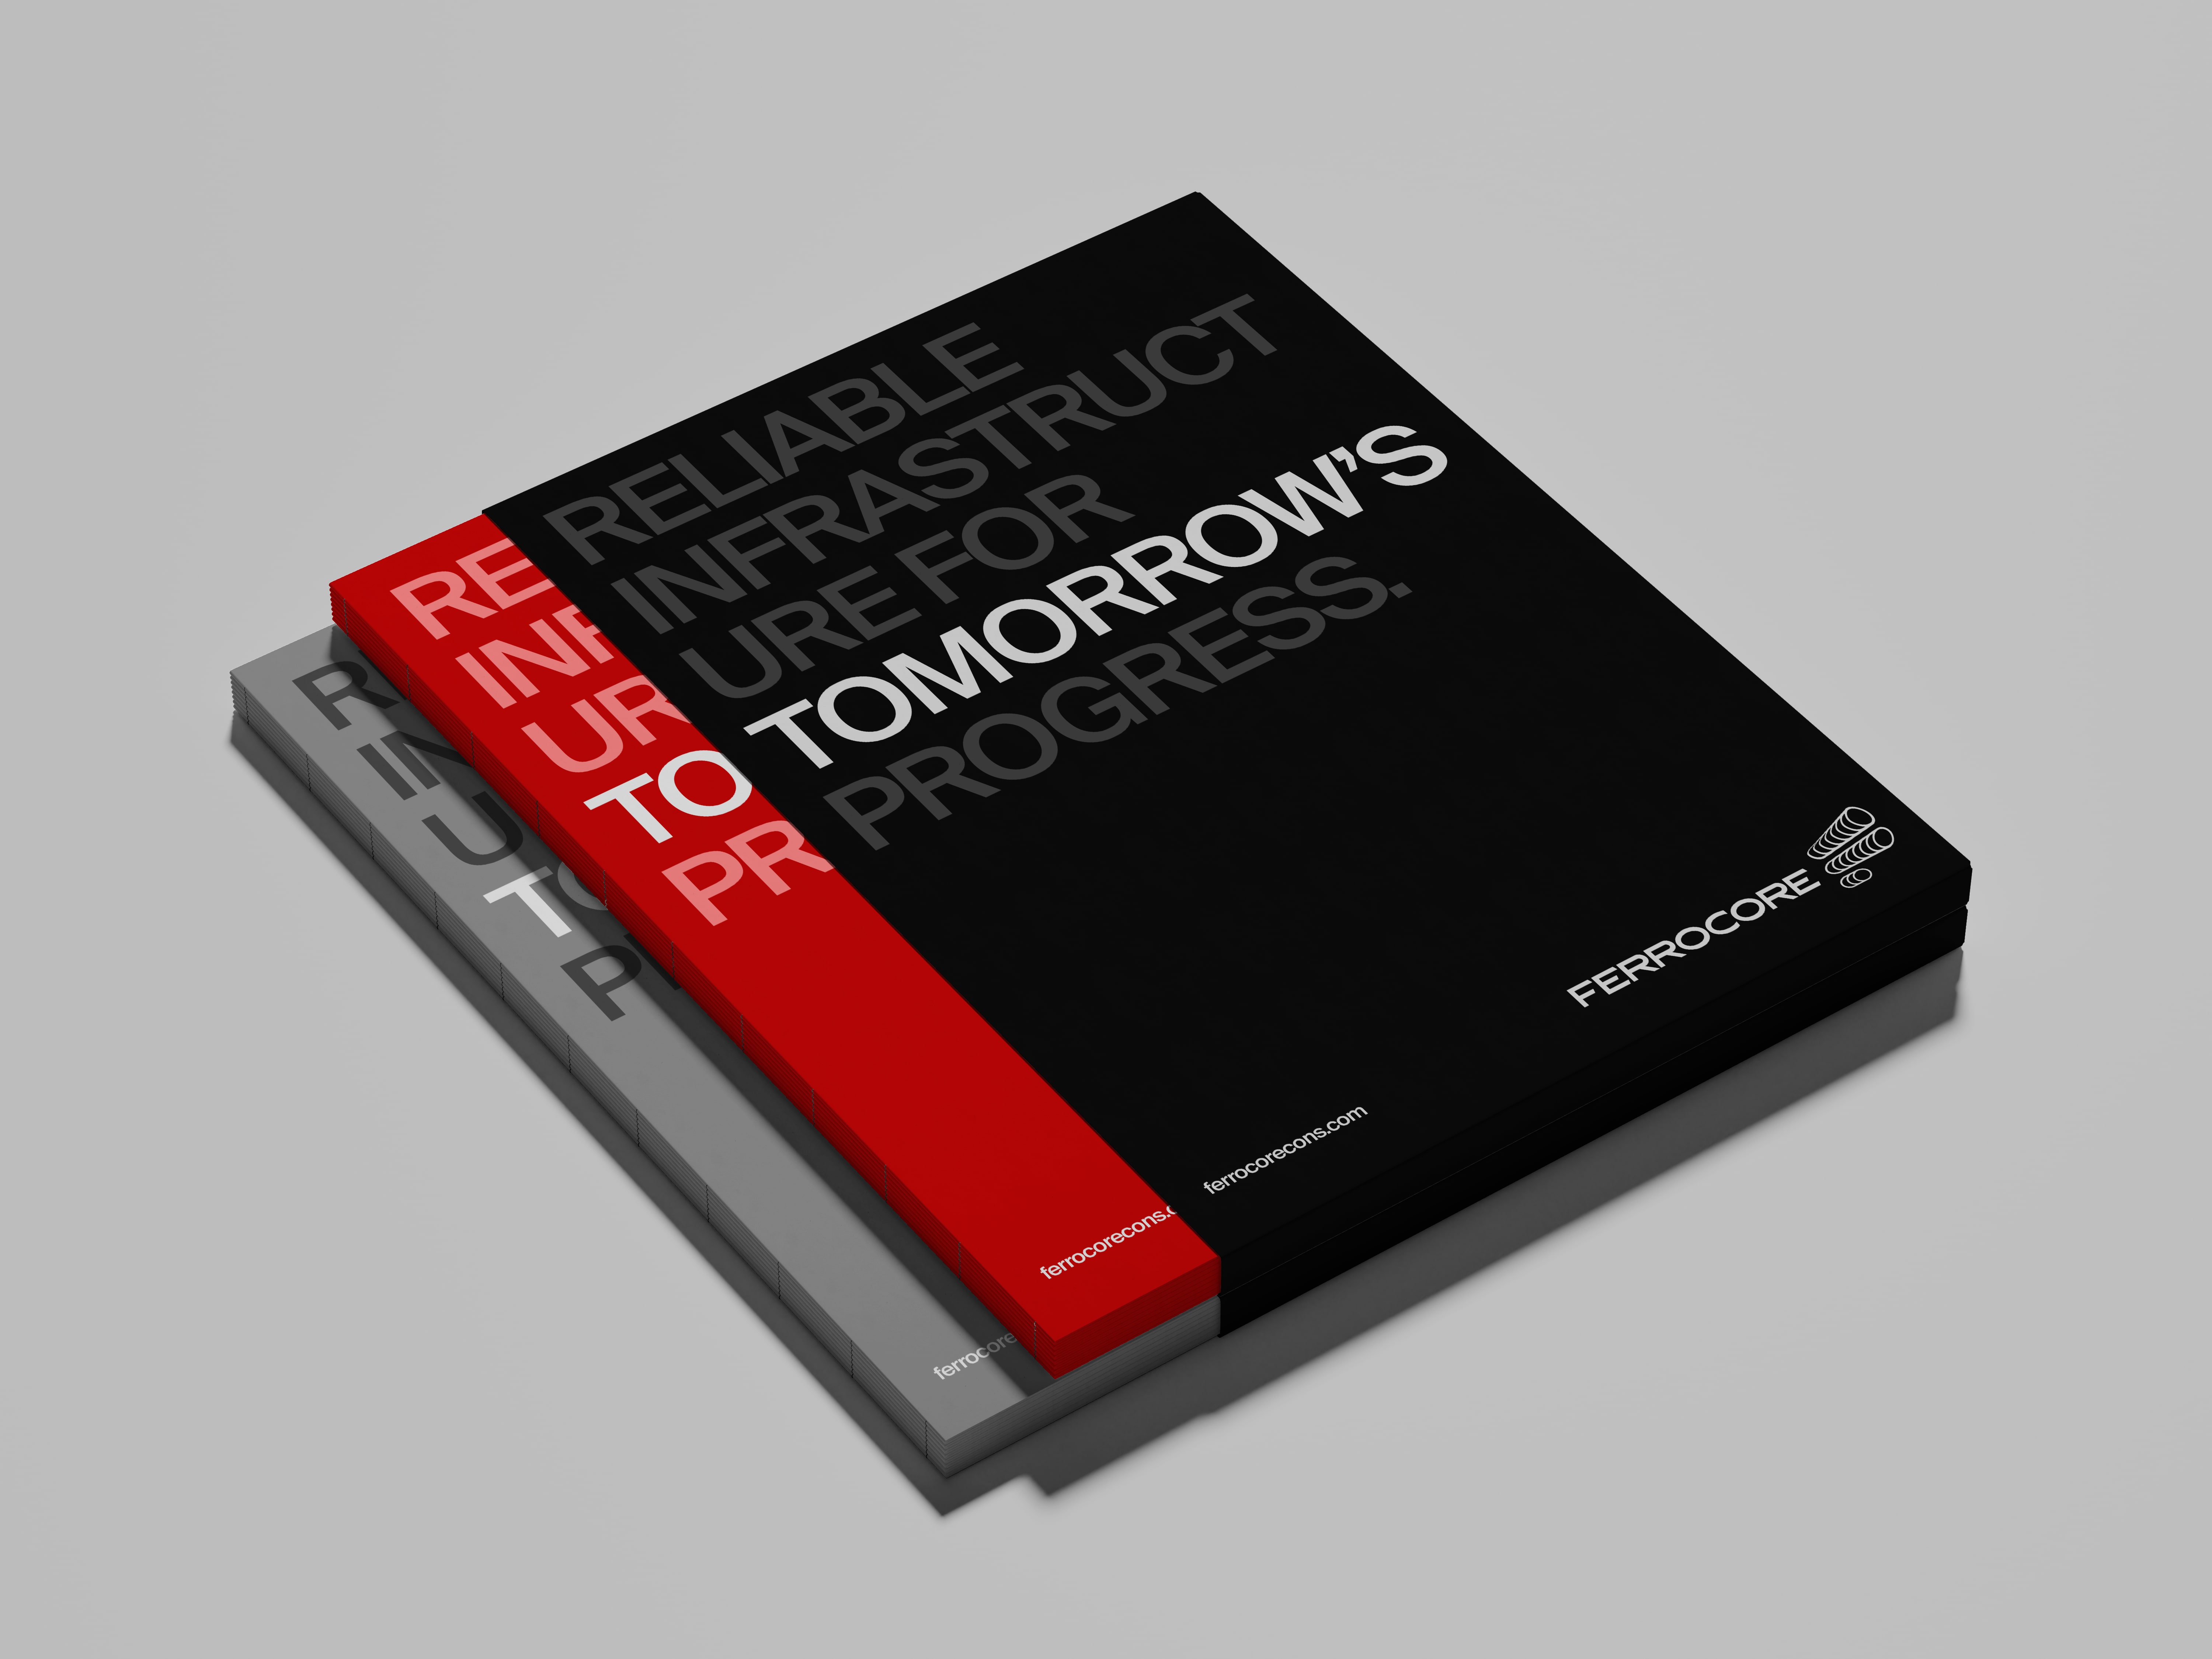 RELIABLE
INFRASTRUCT
URE FOR
TOMORROW'S
PROGRESS.
FERROCORE
ferrocorecons.com
RE
INF
UR
TO
PR
ferrocorecons.c
R
IN
U
TO
P
ferrocore